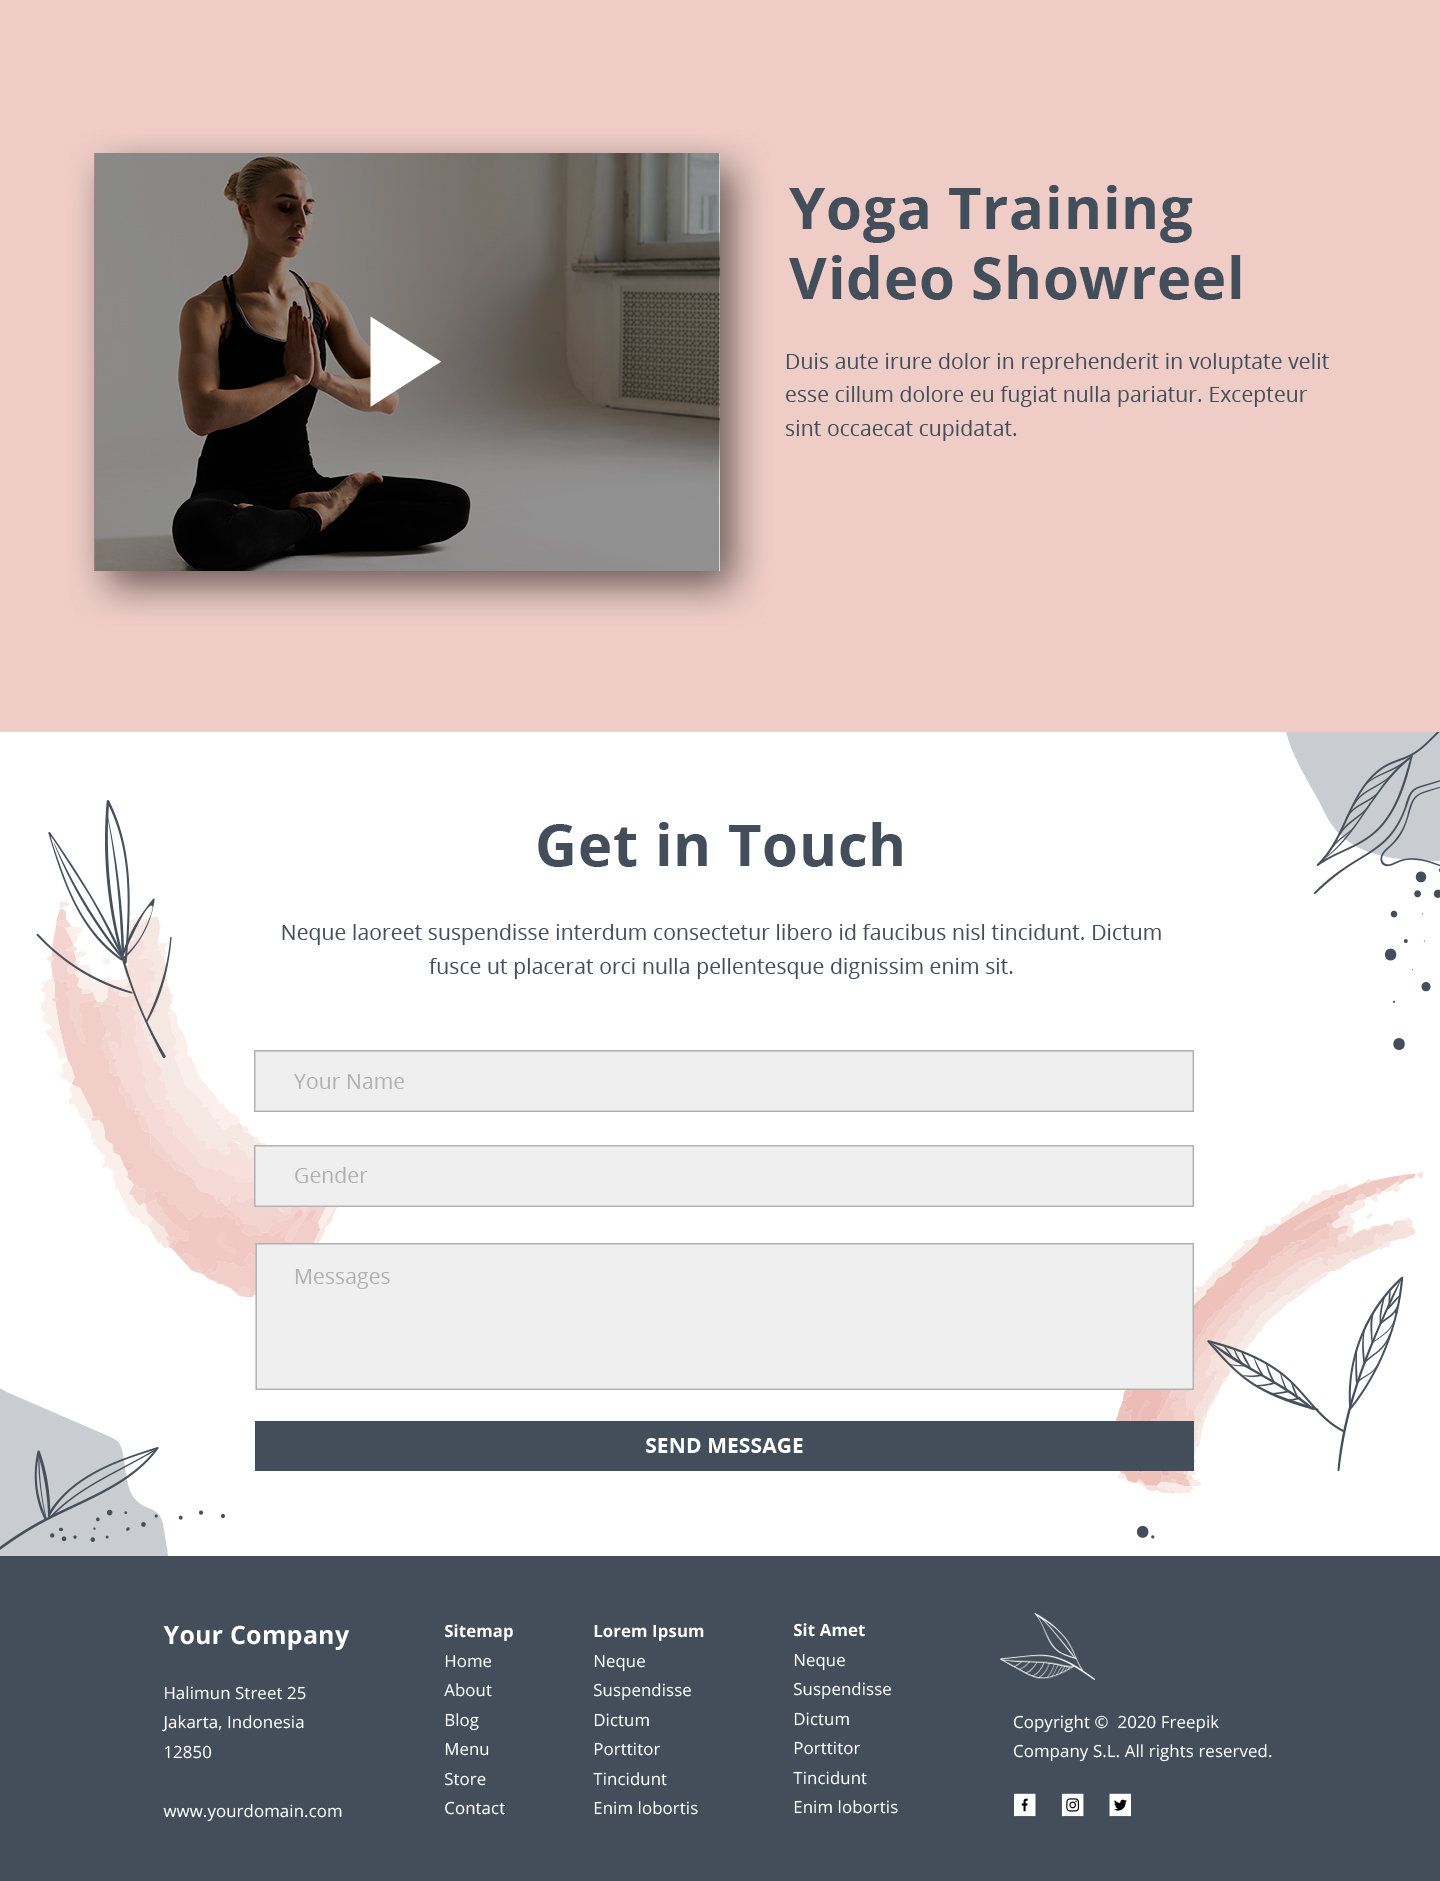 Yoga Training
Video Showreel
Duis aute irure dolor in reprehenderit in voluptate velit
esse cillum dolore eu fugiat nulla pariatur. Excepteur
sint occaecat cupidatat.
Get in Touch
Neque laoreet suspendisse interdum consectetur libero id faucibus nisl tincidunt. Dictum
fusce ut placerat orci nulla pellentesque dignissim enim sit.
Your Name
Gender
Messages
SEND MESSAGE
Your Company
Halimun Street 25
Jakarta, Indonesia
12850
www.yourdomain.com
Sitemap
Home
About
Blog
Menu
Store
Contact
Lorem Ipsum
Neque
Suspendisse
Dictum
Porttitor
Tincidunt
Enim lobortis
Sit Amet
Neque
Suspendisse
Dictum
Porttitor
Tincidunt
Enim lobortis
Copyright © 2020 Freepik
Company S.L. All rights reserved.